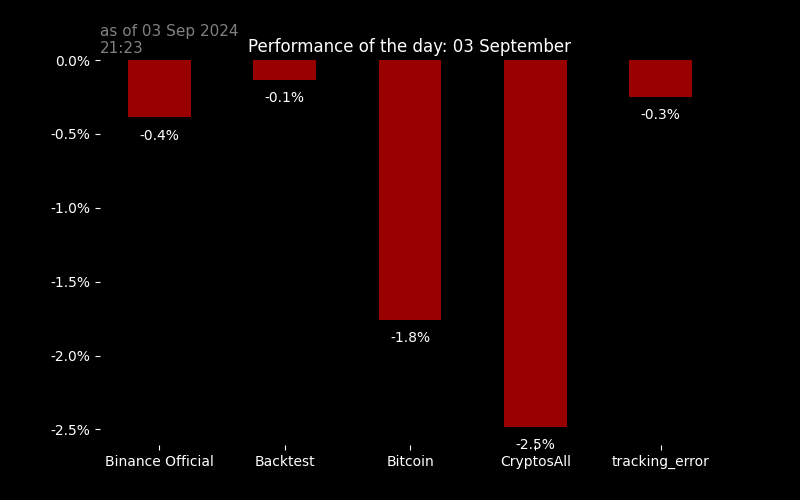 as of 03 Sep 2024
21:23
Performance of the day: 03 September
0.0%
-0.5%
-1.0%
-1.5%
-2.0%
-2.5%
-0.4%
-0.1%
-1.8%
-2.5%
-0.3%
Binance Official
Backtest
Bitcoin
CryptosAll
tracking_error